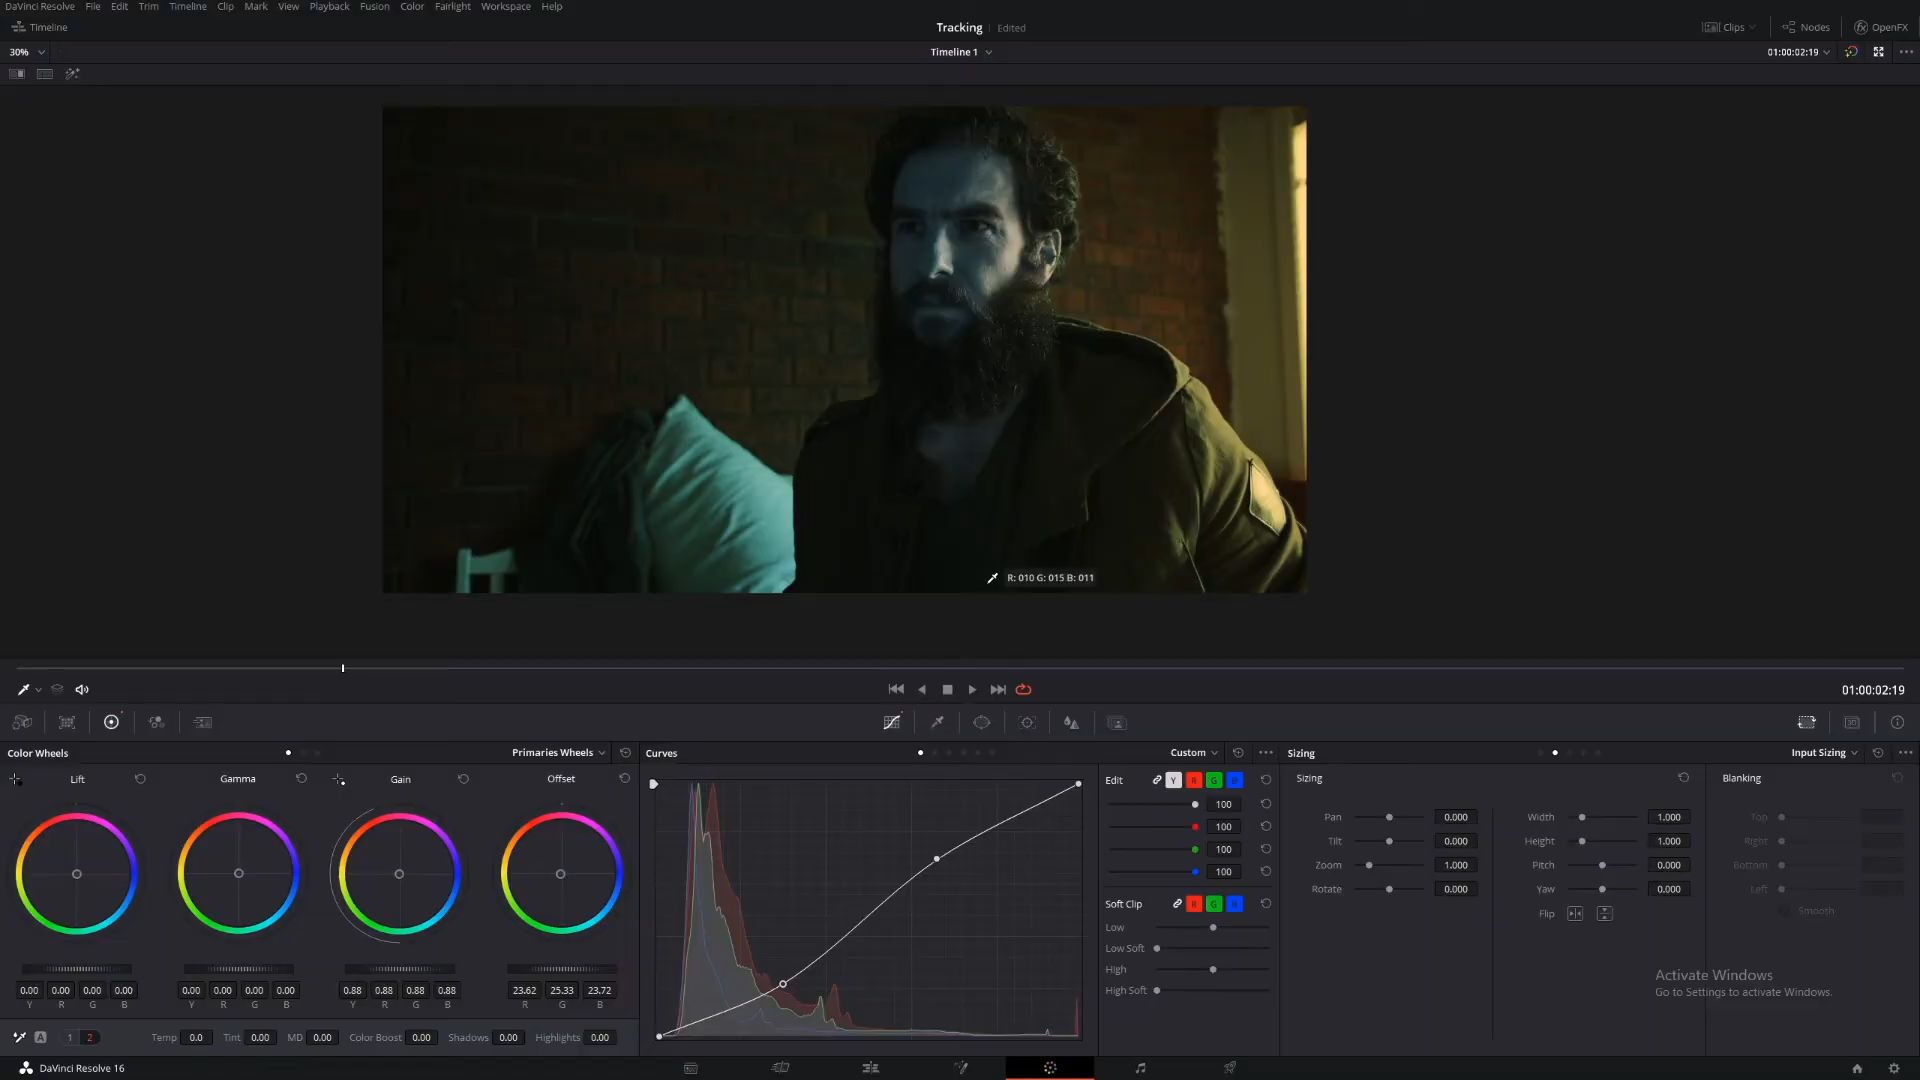 DaVinci Resolve File Edit Trim Timeline Clip Mark View Playback Fusion Color Fairlight Workspace Help
Timeline Tracking Edited Clips Nodes OpenFX
30% Timeline 1 01:00:02:19
R: 010 G: 015 B: 011
01:00:02:19
Color Wheels Primaries Wheels Curves Custom Sizing Input Sizing
Lift Gamma Gain Offset Edit Y R G B Sizing Blanking
100 Pan 0.000 Width 1.000 Top
100 Tilt 0.000 Height 1.000 Right
100 Zoom 1.000 Pitch 0.000 Bottom
100 Rotate 0.000 Yaw 0.000 Left
Soft Clip R G B Flip Smooth
Low
Low Soft
High
High Soft
0.00 0.00 0.00 0.00 0.00 0.00 0.00 0.00 0.88 0.88 0.88 0.88 23.62 25.33 23.72
Y R G B Y R G B Y R G B R G B
Activate Windows
Go to Settings to activate Windows.
A 1 2 Temp 0.0 Tint 0.00 MD 0.00 Color Boost 0.00 Shadows 0.00 Highlights 0.00
DaVinci Resolve 16